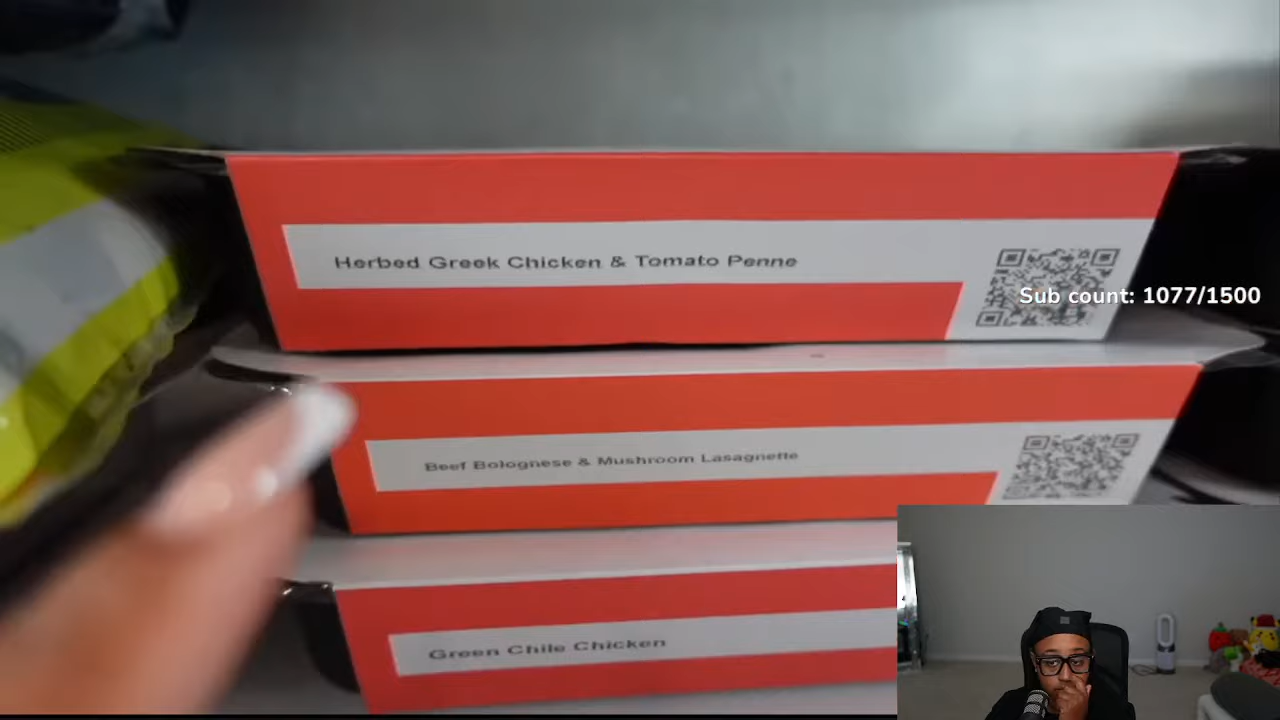 Herbed Greek Chicken & Tomato Penne
Sub count: 1077/1500
Beef Bolognese & Mushroom Lasagnette
Green Chile Chicken